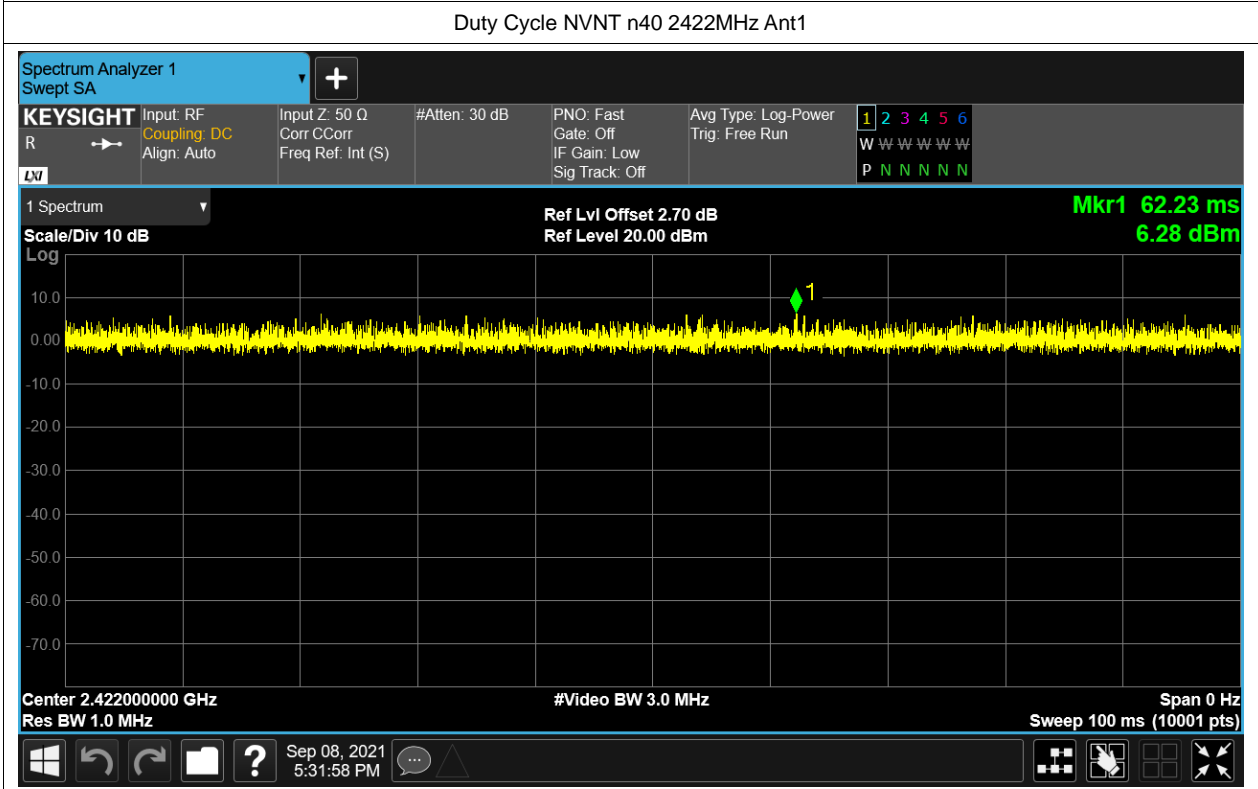 Duty Cycle NVNT n40 2422MHz Ant1
Spectrum Analyzer 1
Swept SA
KEYSIGHT
R
LXI
Input: RF
Coupling: DC
Align: Auto
Input Z: 50 Ω
Corr CCorr
Freq Ref: Int (S)
#Atten: 30 dB
PNO: Fast
Gate: Off
IF Gain: Low
Sig Track: Off
Avg Type: Log-Power
Trig: Free Run
1 2 3 4 5 6
W W W W W W
P N N N N N
1 Spectrum
Scale/Div 10 dB
Ref Lvl Offset 2.70 dB
Ref Level 20.00 dBm
Mkr1 62.23 ms
6.28 dBm
Log
10.0
0.00
-10.0
-20.0
-30.0
-40.0
-50.0
-60.0
-70.0
1
Center 2.422000000 GHz
Res BW 1.0 MHz
#Video BW 3.0 MHz
Span 0 Hz
Sweep 100 ms (10001 pts)
?
Sep 08, 2021
5:31:58 PM